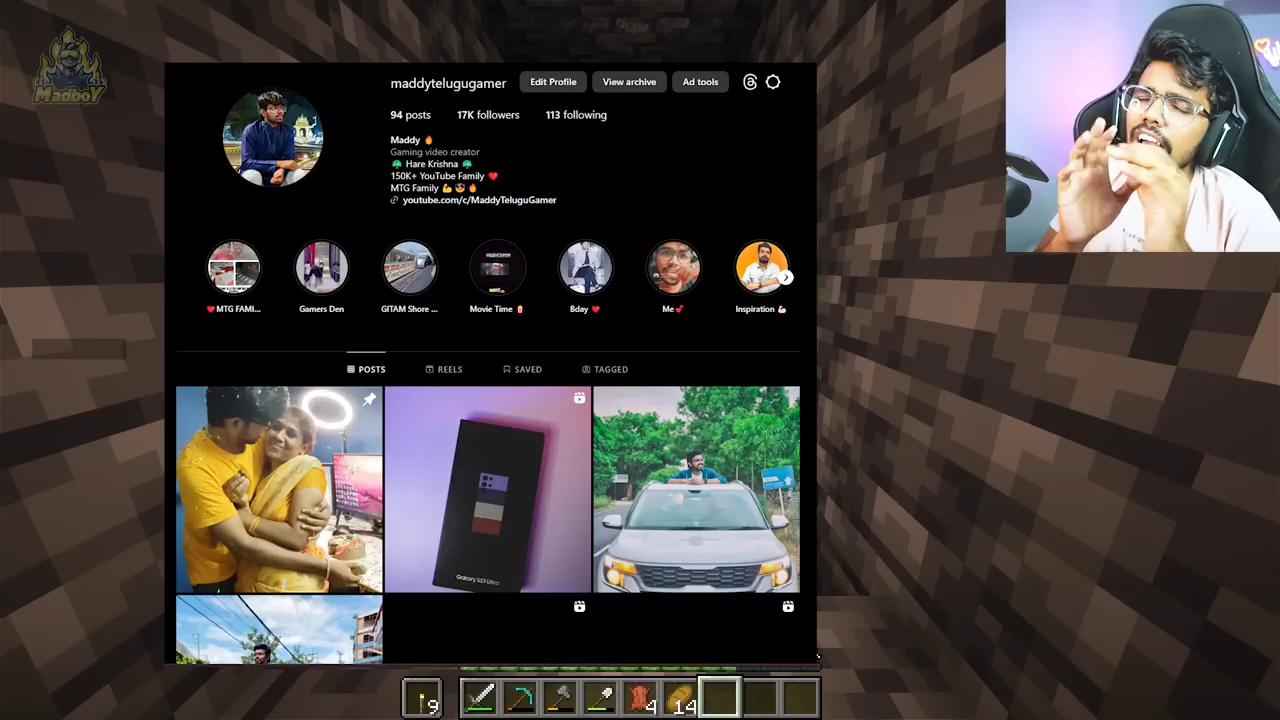 MadboY
maddytelugugamer Edit Profile View archive Ad tools
94 posts 17K followers 113 following
Maddy 🔥
Gaming video creator
Hare Krishna
150K+ YouTube Family ❤️
MTG Family 💪😎🔥
youtube.com/c/MaddyTeluguGamer
❤️ MTG FAMI... Gamers Den GITAM Shore ... Movie Time 🍿 Bday ❤️ Me💕 Inspiration 💪🏻
POSTS REELS SAVED TAGGED
Galaxy S23 Ultra
9 4 14